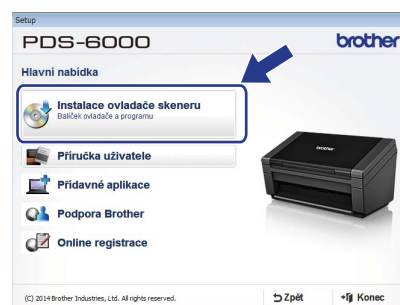 Setup
PDS-6000
brother
Hlavní nabídka
Instalace ovladače skeneru
Balíček ovladače a programu
Příručka uživatele
Přídavné aplikace
Podpora Brother
Online registrace
brother
(C) 2014 Brother Industries, Ltd. All rights reserved.
Zpět
Konec